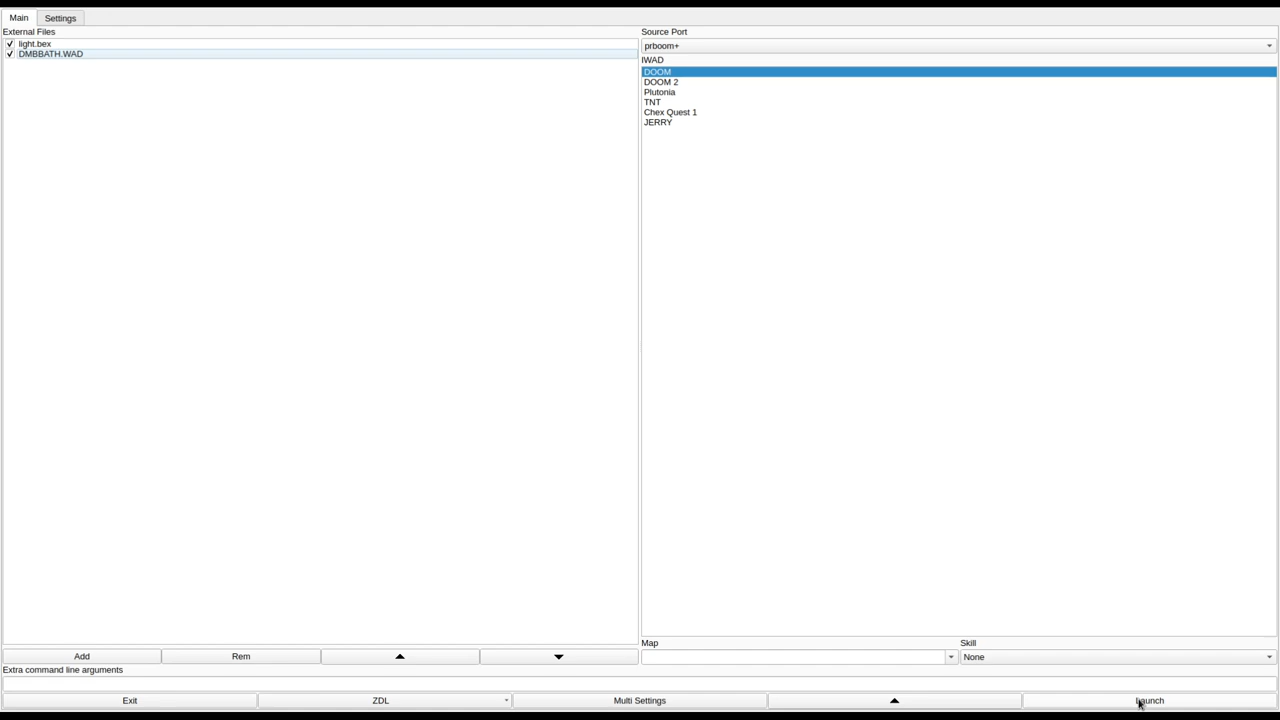 Main Settings
External Files
light.bex
DMBBATH.WAD
Source Port
prboom+
IWAD
DOOM
DOOM 2
Plutonia
TNT
Chex Quest 1
JERRY
Map Skill
None
Add Rem
Extra command line arguments
Exit ZDL Multi Settings Launch